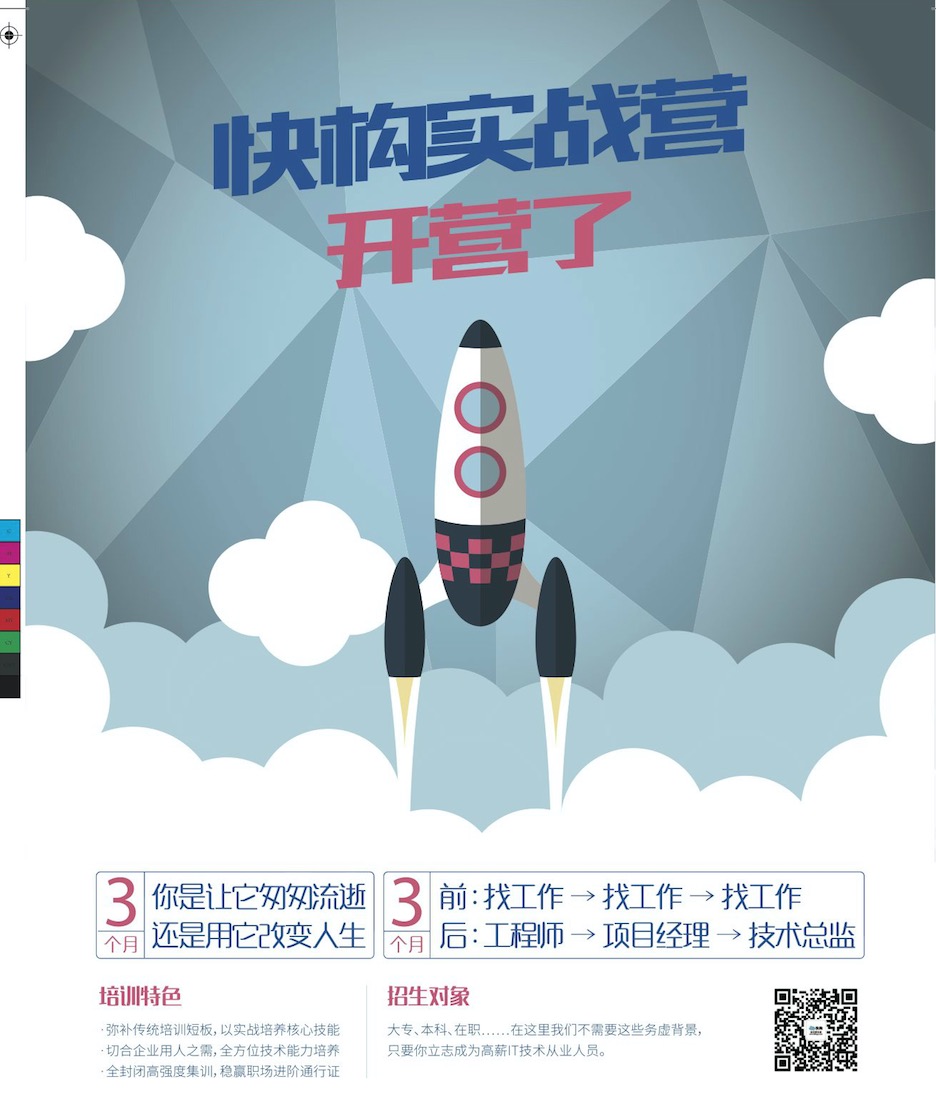 快构实战营
开营了
3个月
你是让它匆匆流逝
还是用它改变人生
3个月
前：找工作→找工作→找工作
后：工程师→项目经理→技术总监
培训特色
·弥补传统培训短板，以实战培养核心技能
·切合企业用人之需，全方位技术能力培养
·全封闭高强度集训，稳赢职场进阶通行证
招生对象
大专、本科、在职……在这里我们不需要这些务虚背景，
只要你立志成为高薪IT技术从业人员。